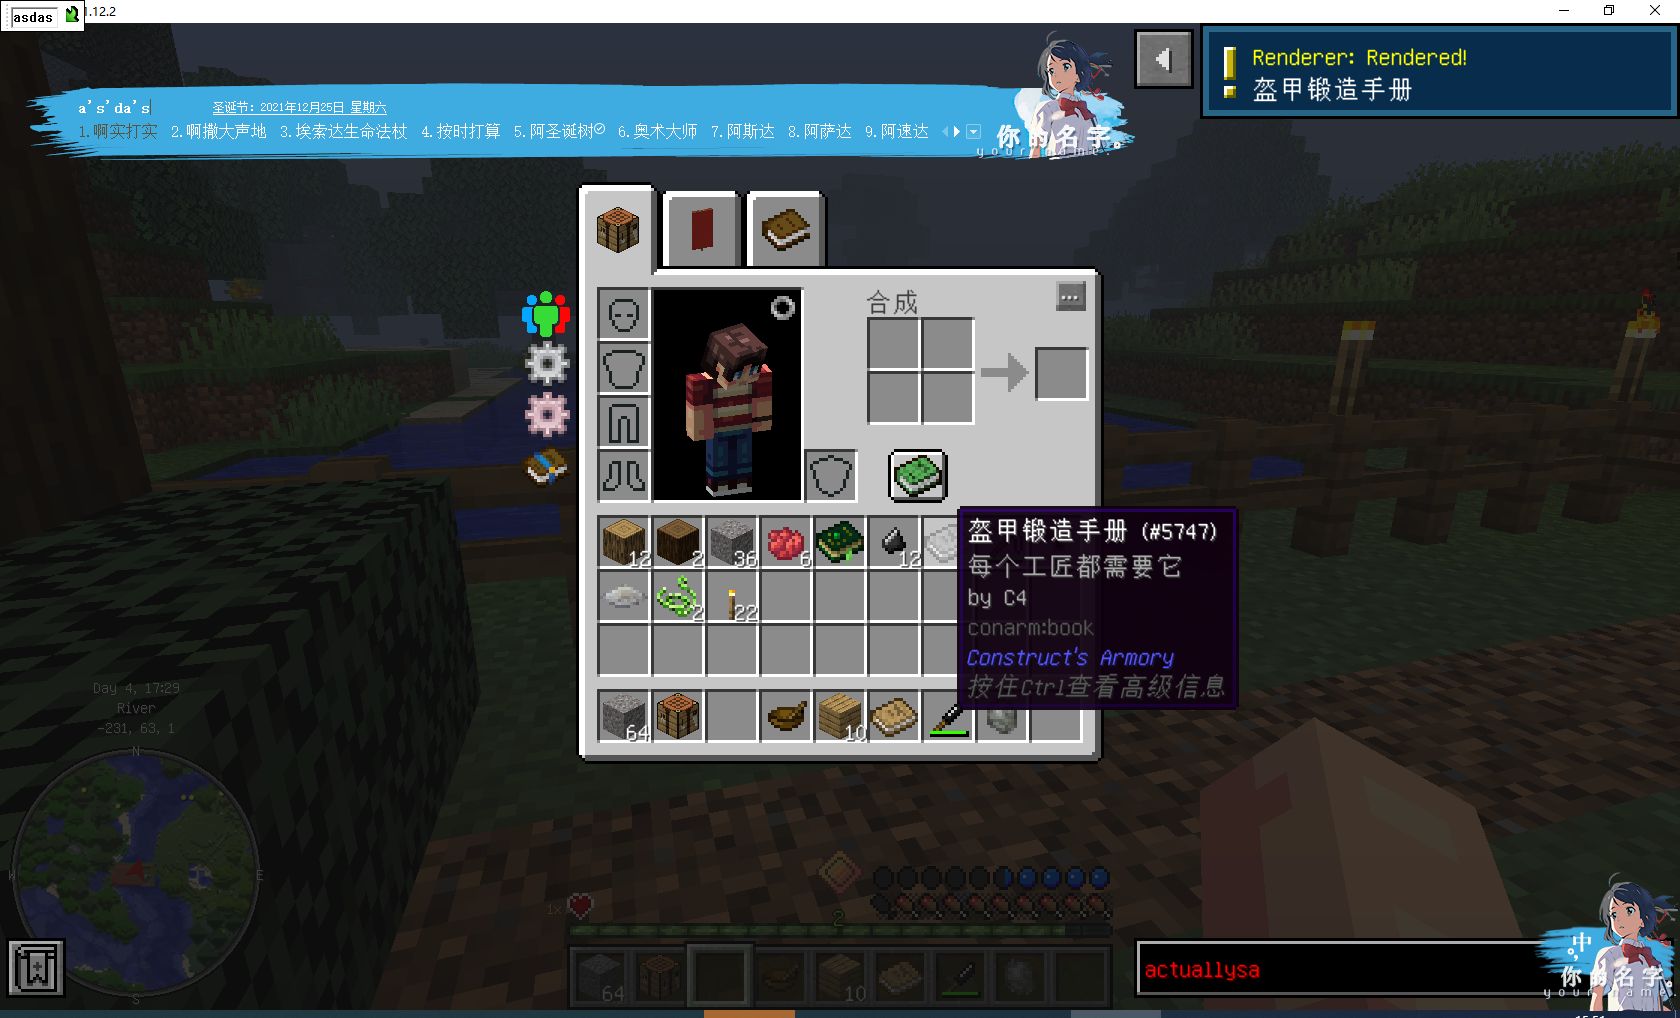 asdas
1.12.2
Renderer: Rendered!
盔甲锻造手册
a's'da's
圣诞节: 2021年12月25日 星期六
1.啊实打实 2.啊撒大声地 3.埃索达生命法杖 4.按时打算 5.阿圣诞树 6.奥术大师 7.阿斯达 8.阿萨达 9.阿速达
你的名字。
your name.
合成
12
2
36
6
12
盔甲锻造手册 (#5747)
每个工匠都需要它
by C4
conarm:book
Construct's Armory
按住Ctrl查看高级信息
2
22
64
10
Day 4, 17:29
River
-231, 63, 1
N
W
E
S
1x
2
64
10
actuallysa
中
你的名字。
your name.